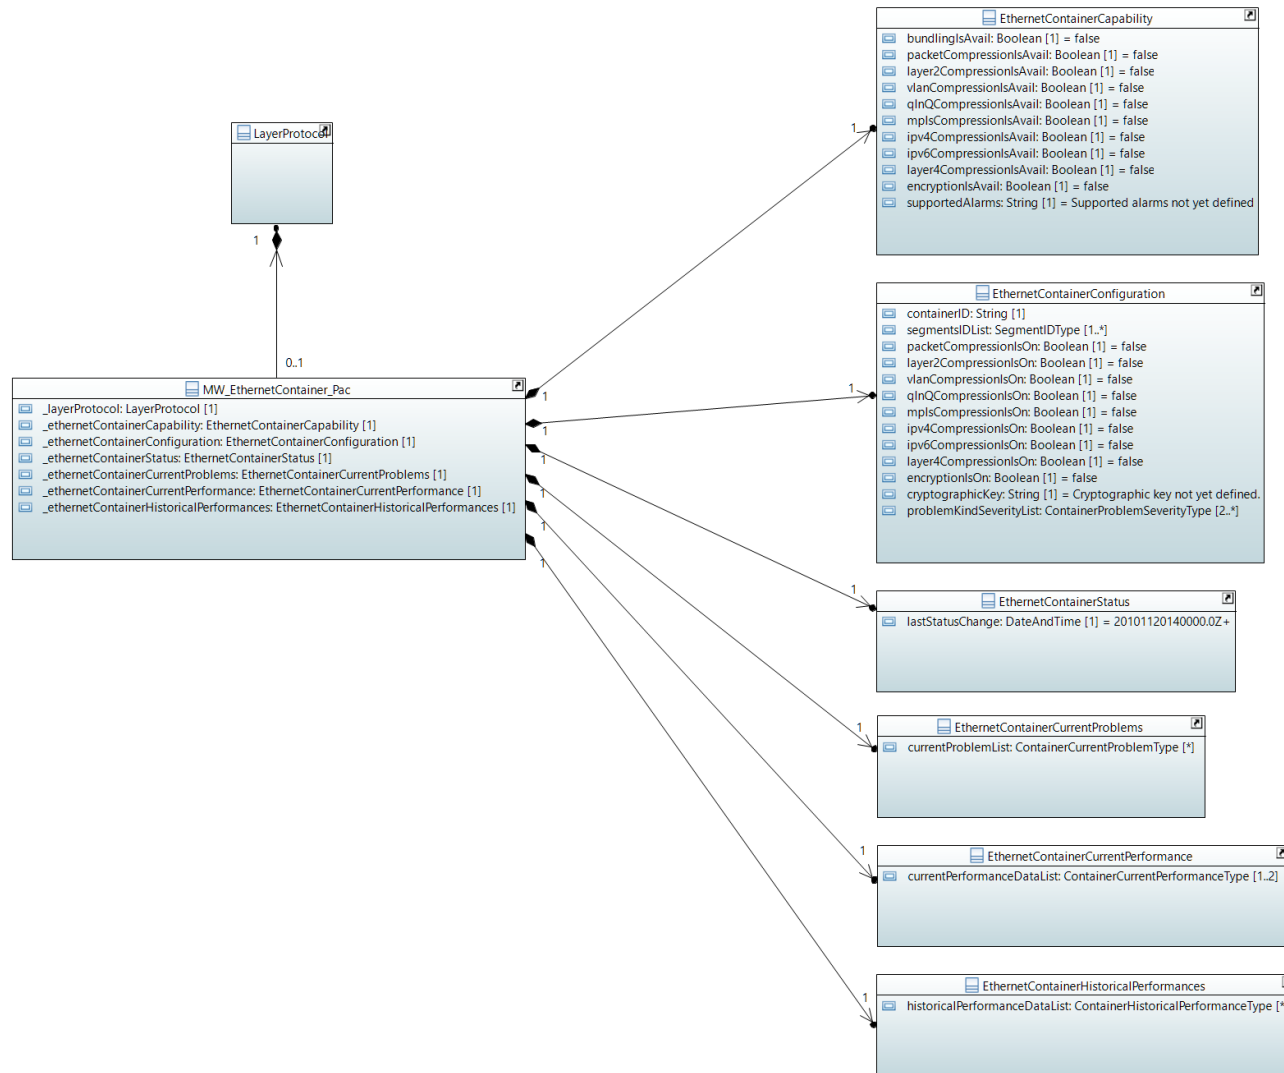 LayerProtocol
1
0..1
MW_EthernetContainer_Pac
_layerProtocol: LayerProtocol [1]
_ethernetContainerCapability: EthernetContainerCapability [1]
_ethernetContainerConfiguration: EthernetContainerConfiguration [1]
_ethernetContainerStatus: EthernetContainerStatus [1]
_ethernetContainerCurrentProblems: EthernetContainerCurrentProblems [1]
_ethernetContainerCurrentPerformance: EthernetContainerCurrentPerformance [1]
_ethernetContainerHistoricalPerformances: EthernetContainerHistoricalPerformances [1]
1
1
1
1
1
1
1
EthernetContainerCapability
bundlingIsAvail: Boolean [1] = false
packetCompressionIsAvail: Boolean [1] = false
layer2CompressionIsAvail: Boolean [1] = false
vlanCompressionIsAvail: Boolean [1] = false
qInQCompressionIsAvail: Boolean [1] = false
mplsCompressionIsAvail: Boolean [1] = false
ipv4CompressionIsAvail: Boolean [1] = false
ipv6CompressionIsAvail: Boolean [1] = false
layer4CompressionIsAvail: Boolean [1] = false
encryptionIsAvail: Boolean [1] = false
supportedAlarms: String [1] = Supported alarms not yet defined
1
EthernetContainerConfiguration
containerID: String [1]
segmentsIDList: SegmentIDType [1..*]
packetCompressionIsOn: Boolean [1] = false
layer2CompressionIsOn: Boolean [1] = false
vlanCompressionIsOn: Boolean [1] = false
qInQCompressionIsOn: Boolean [1] = false
mplsCompressionIsOn: Boolean [1] = false
ipv4CompressionIsOn: Boolean [1] = false
ipv6CompressionIsOn: Boolean [1] = false
layer4CompressionIsOn: Boolean [1] = false
encryptionIsOn: Boolean [1] = false
cryptographicKey: String [1] = Cryptographic key not yet defined.
problemKindSeverityList: ContainerProblemSeverityType [2..*]
1
EthernetContainerStatus
lastStatusChange: DateAndTime [1] = 20101120140000.0Z+
1
EthernetContainerCurrentProblems
currentProblemList: ContainerCurrentProblemType [*]
1
EthernetContainerCurrentPerformance
currentPerformanceDataList: ContainerCurrentPerformanceType [1..2]
1
EthernetContainerHistoricalPerformances
historicalPerformanceDataList: ContainerHistoricalPerformanceType [*